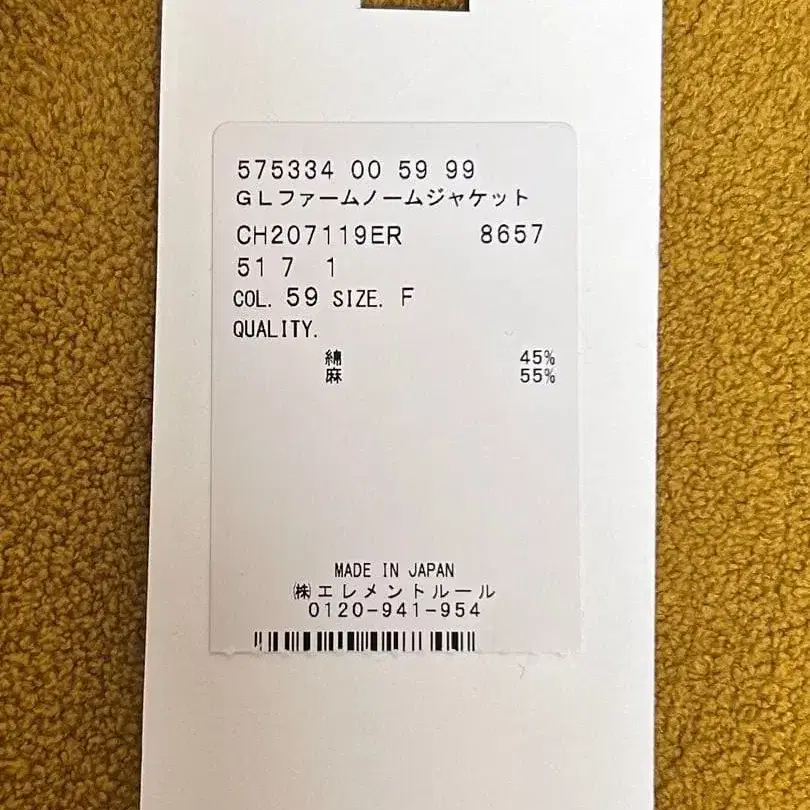 575334 00 59 99
GLファームノームジャケット
CH207119ER 8657
51 7 1
COL. 59 SIZE. F
QUALITY.
綿 45%
麻 55%
MADE IN JAPAN
㈱エレメントルール
0120-941-954